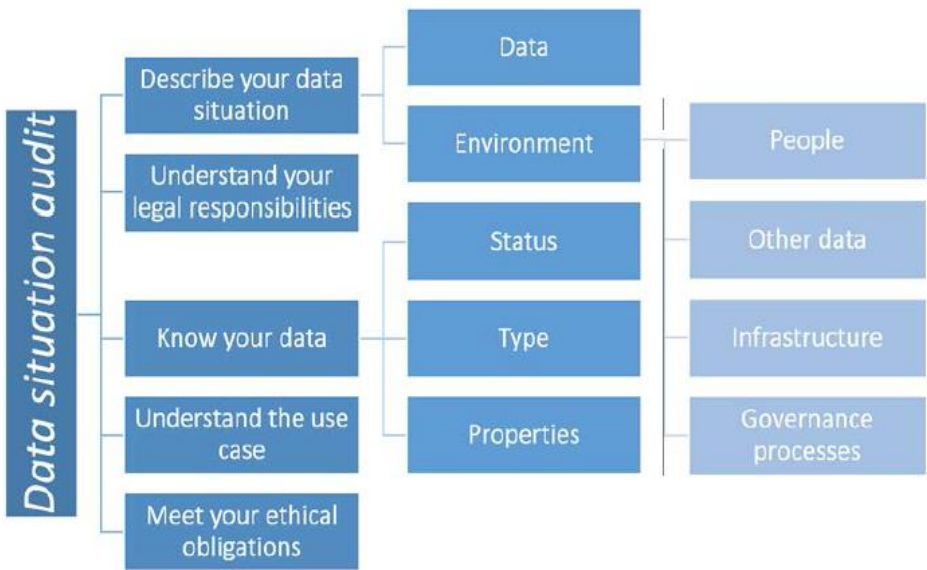 Data situation audit
Describe your data
situation
Understand your
legal responsibilities
Know your data
Understand the use
case
Meet your ethical
obligations
Data
Environment
Status
Type
Properties
People
Other data
Infrastructure
Governance
processes